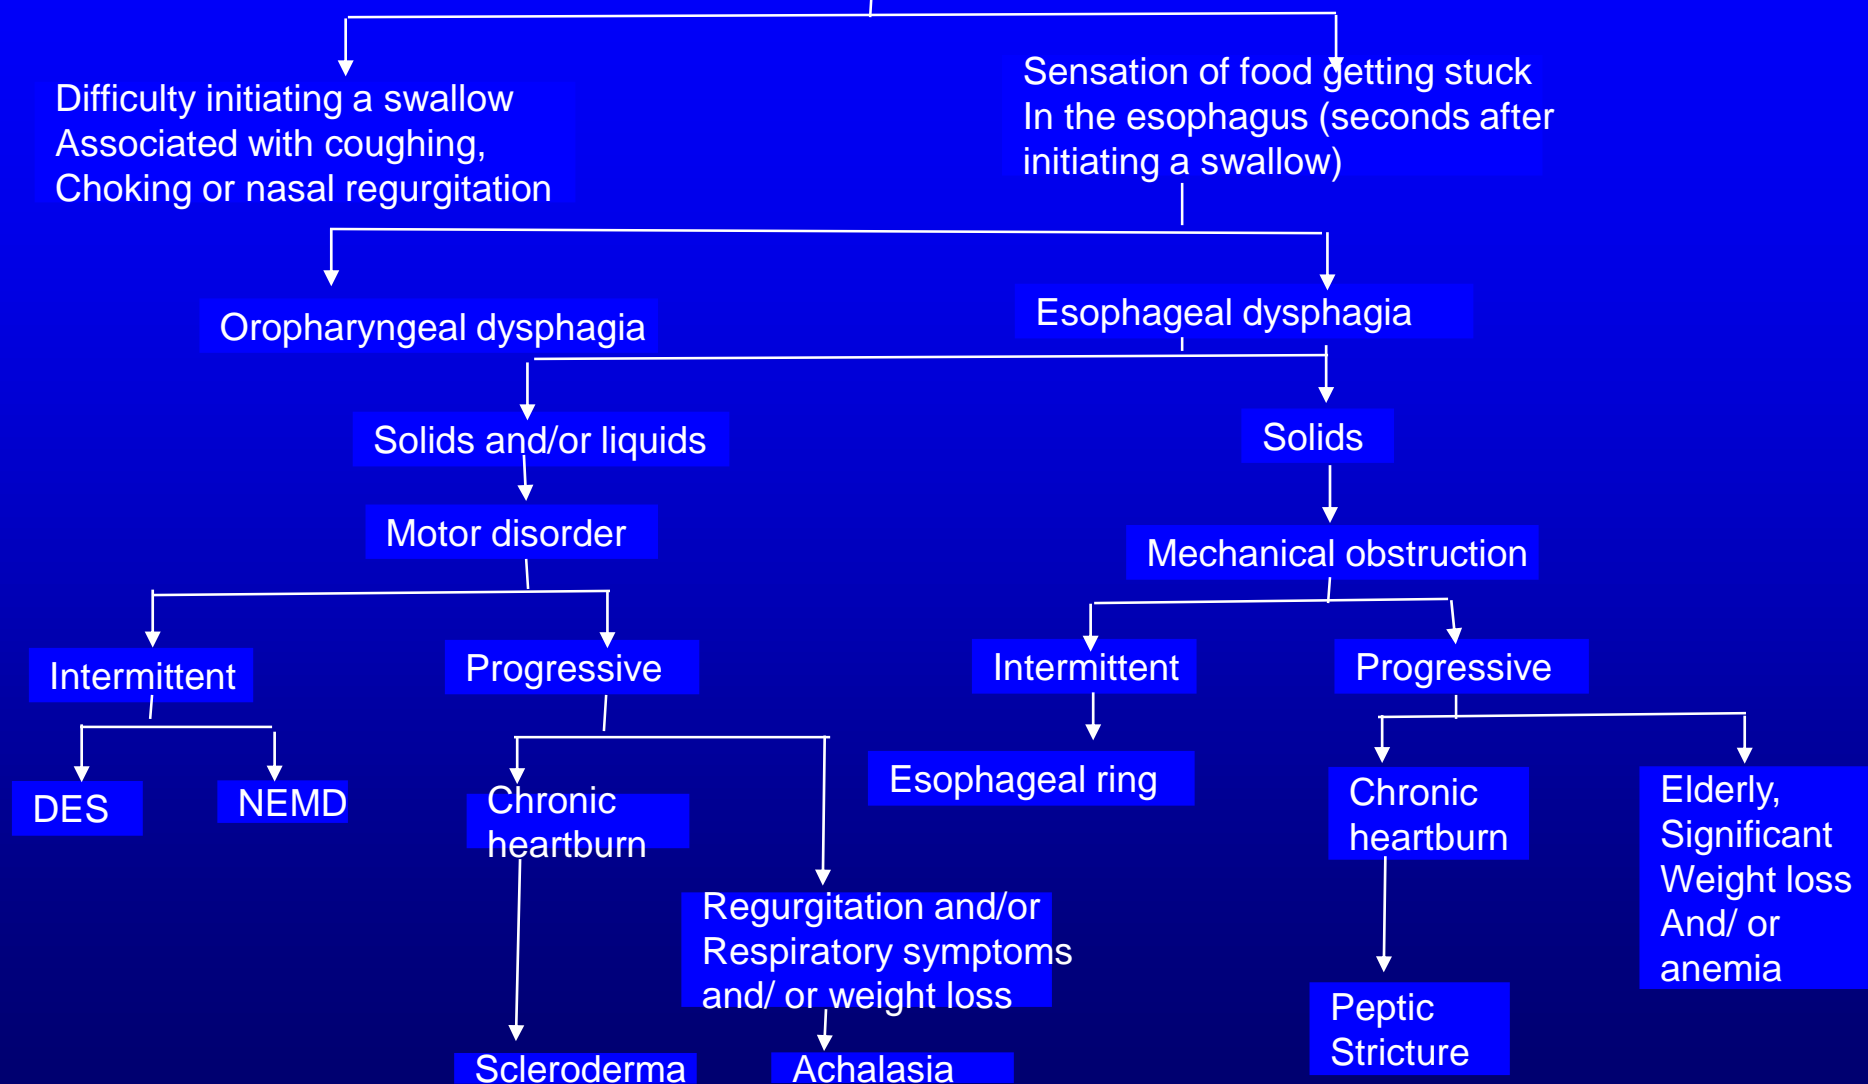 Difficulty initiating a swallow
Associated with coughing,
Choking or nasal regurgitation
Sensation of food getting stuck
In the esophagus (seconds after
initiating a swallow)
Oropharyngeal dysphagia
Esophageal dysphagia
Solids and/or liquids
Solids
Motor disorder
Mechanical obstruction
Intermittent
Progressive
Intermittent
Progressive
DES
NEMD
Chronic
heartburn
Regurgitation and/or
Respiratory symptoms
and/ or weight loss
Esophageal ring
Chronic
heartburn
Elderly,
Significant
Weight loss
And/ or
anemia
Scleroderma
Achalasia
Peptic
Stricture